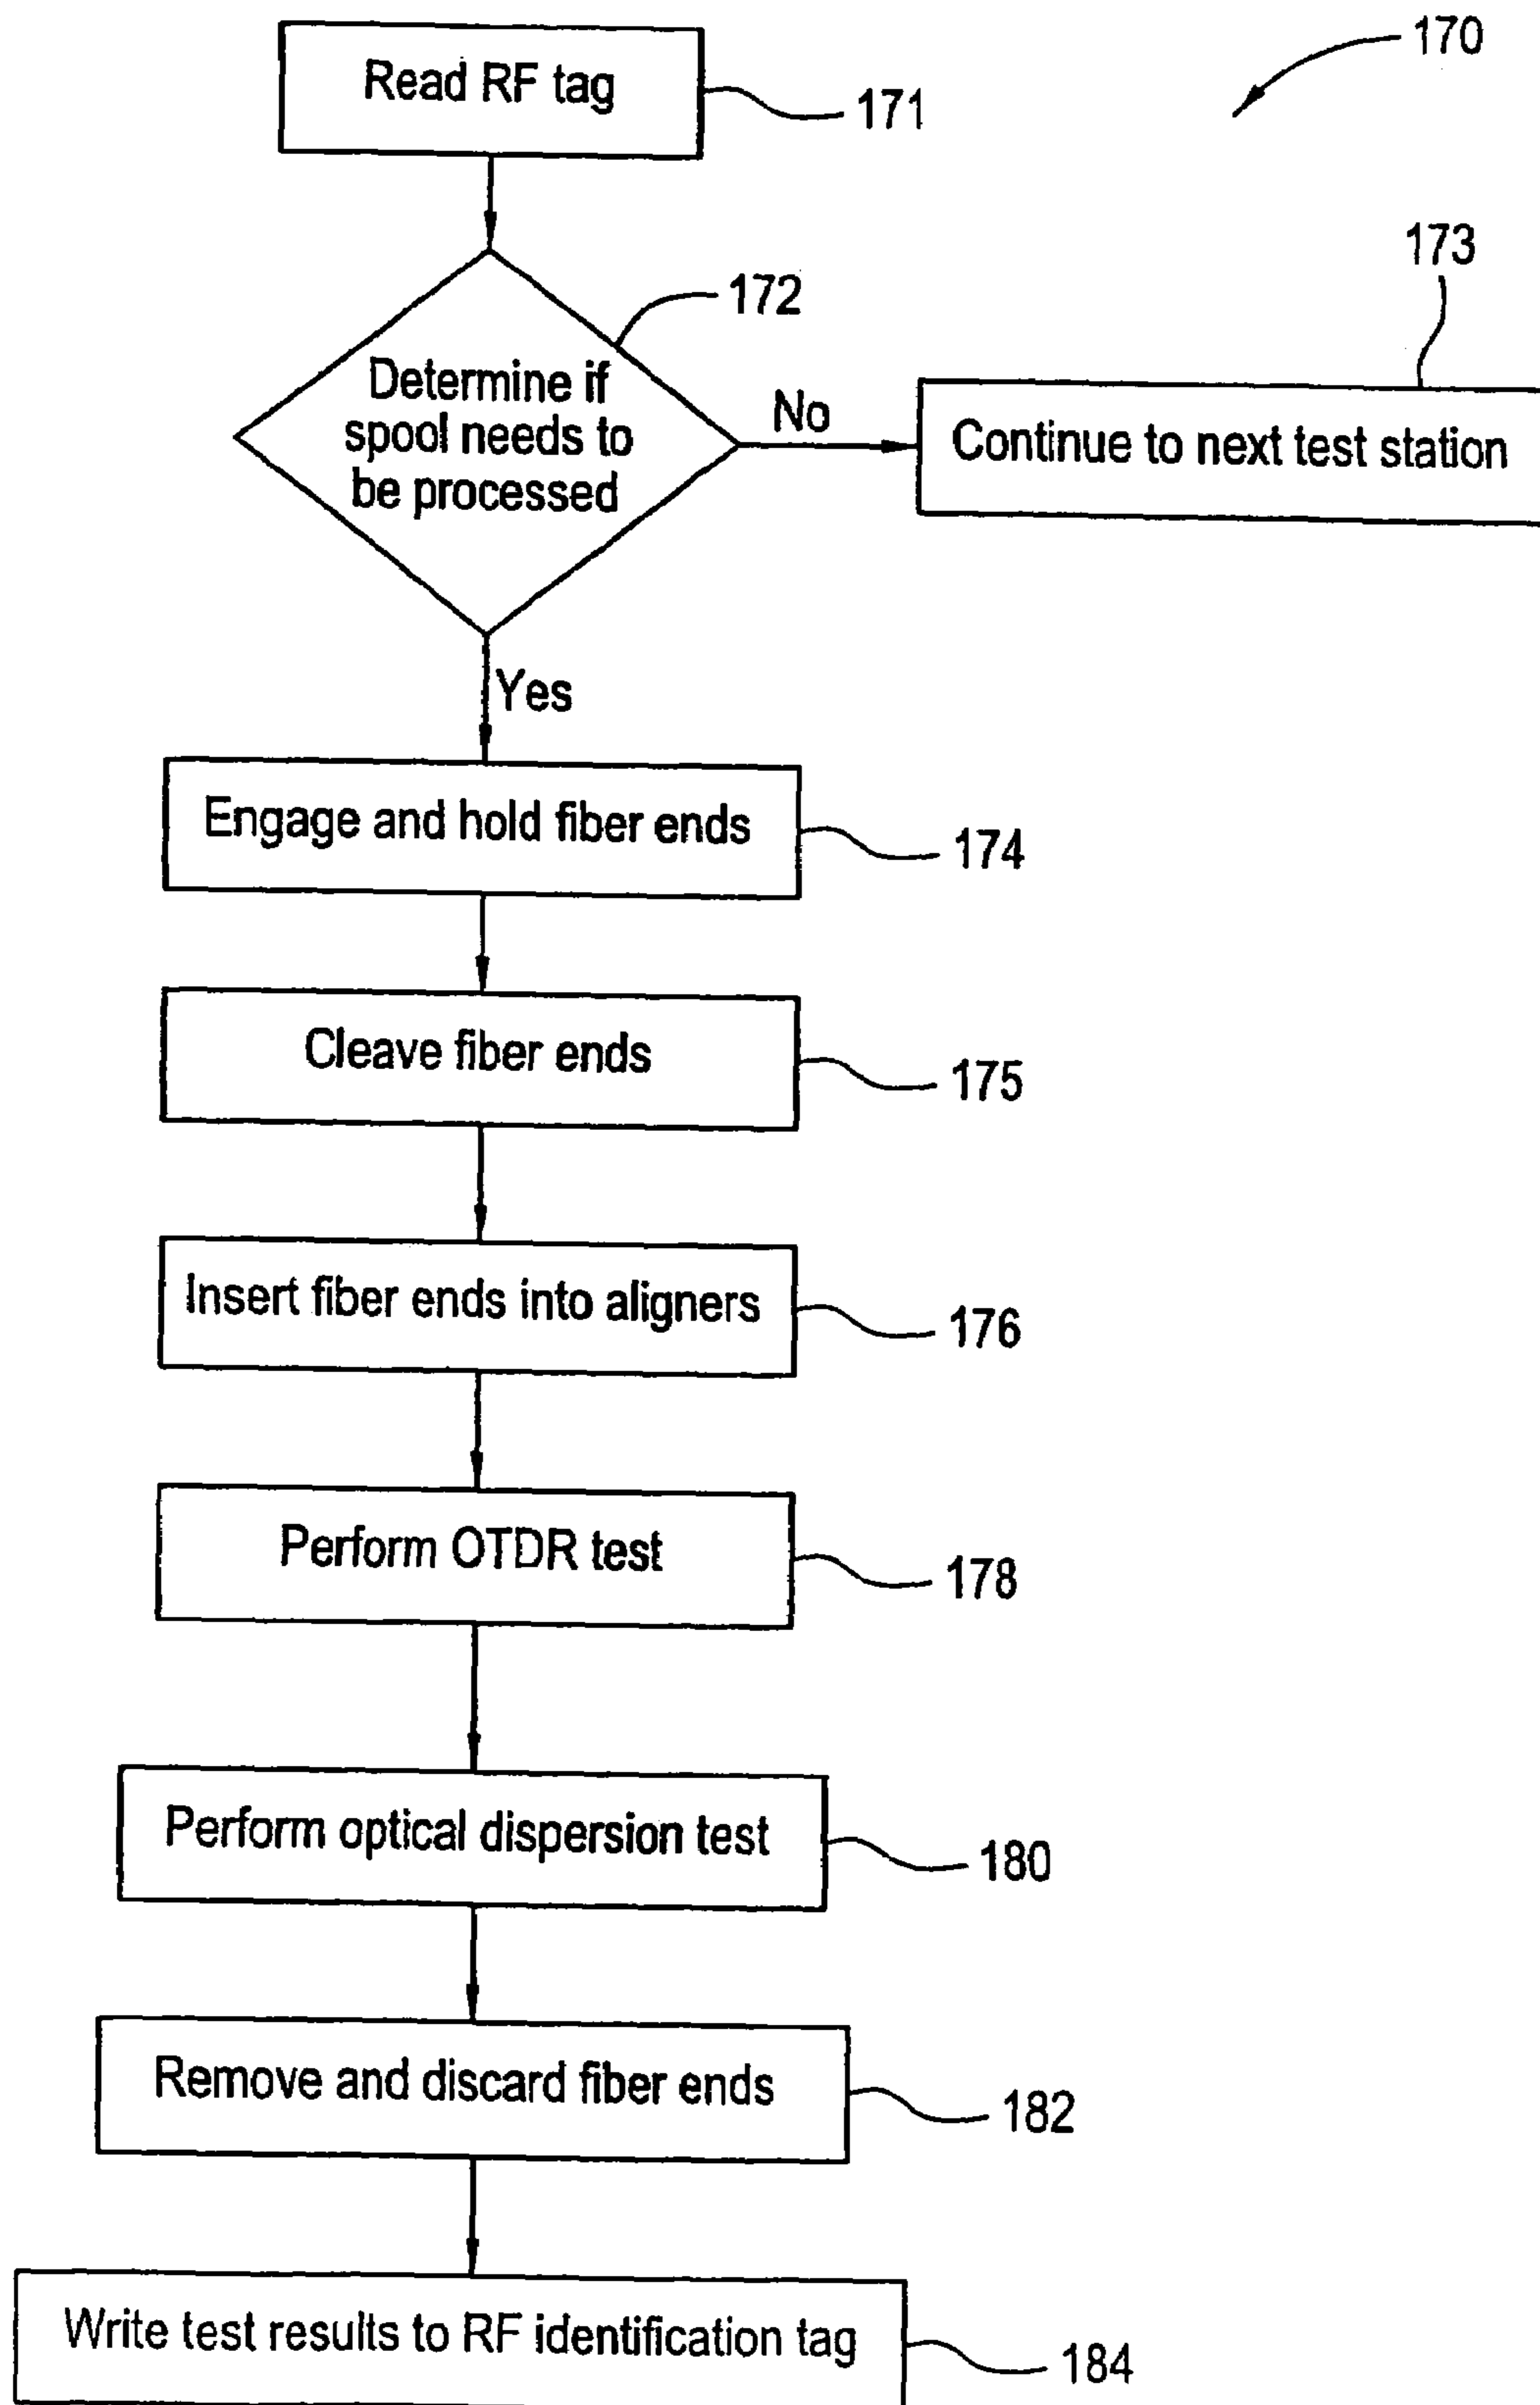 170
Read RF tag
171
172
173
Determine if
spool needs to
be processed
No
Continue to next test station
Yes
Engage and hold fiber ends
174
Cleave fiber ends
175
Insert fiber ends into aligners
176
Perform OTDR test
178
Perform optical dispersion test
180
Remove and discard fiber ends
182
Write test results to RF identification tag
184